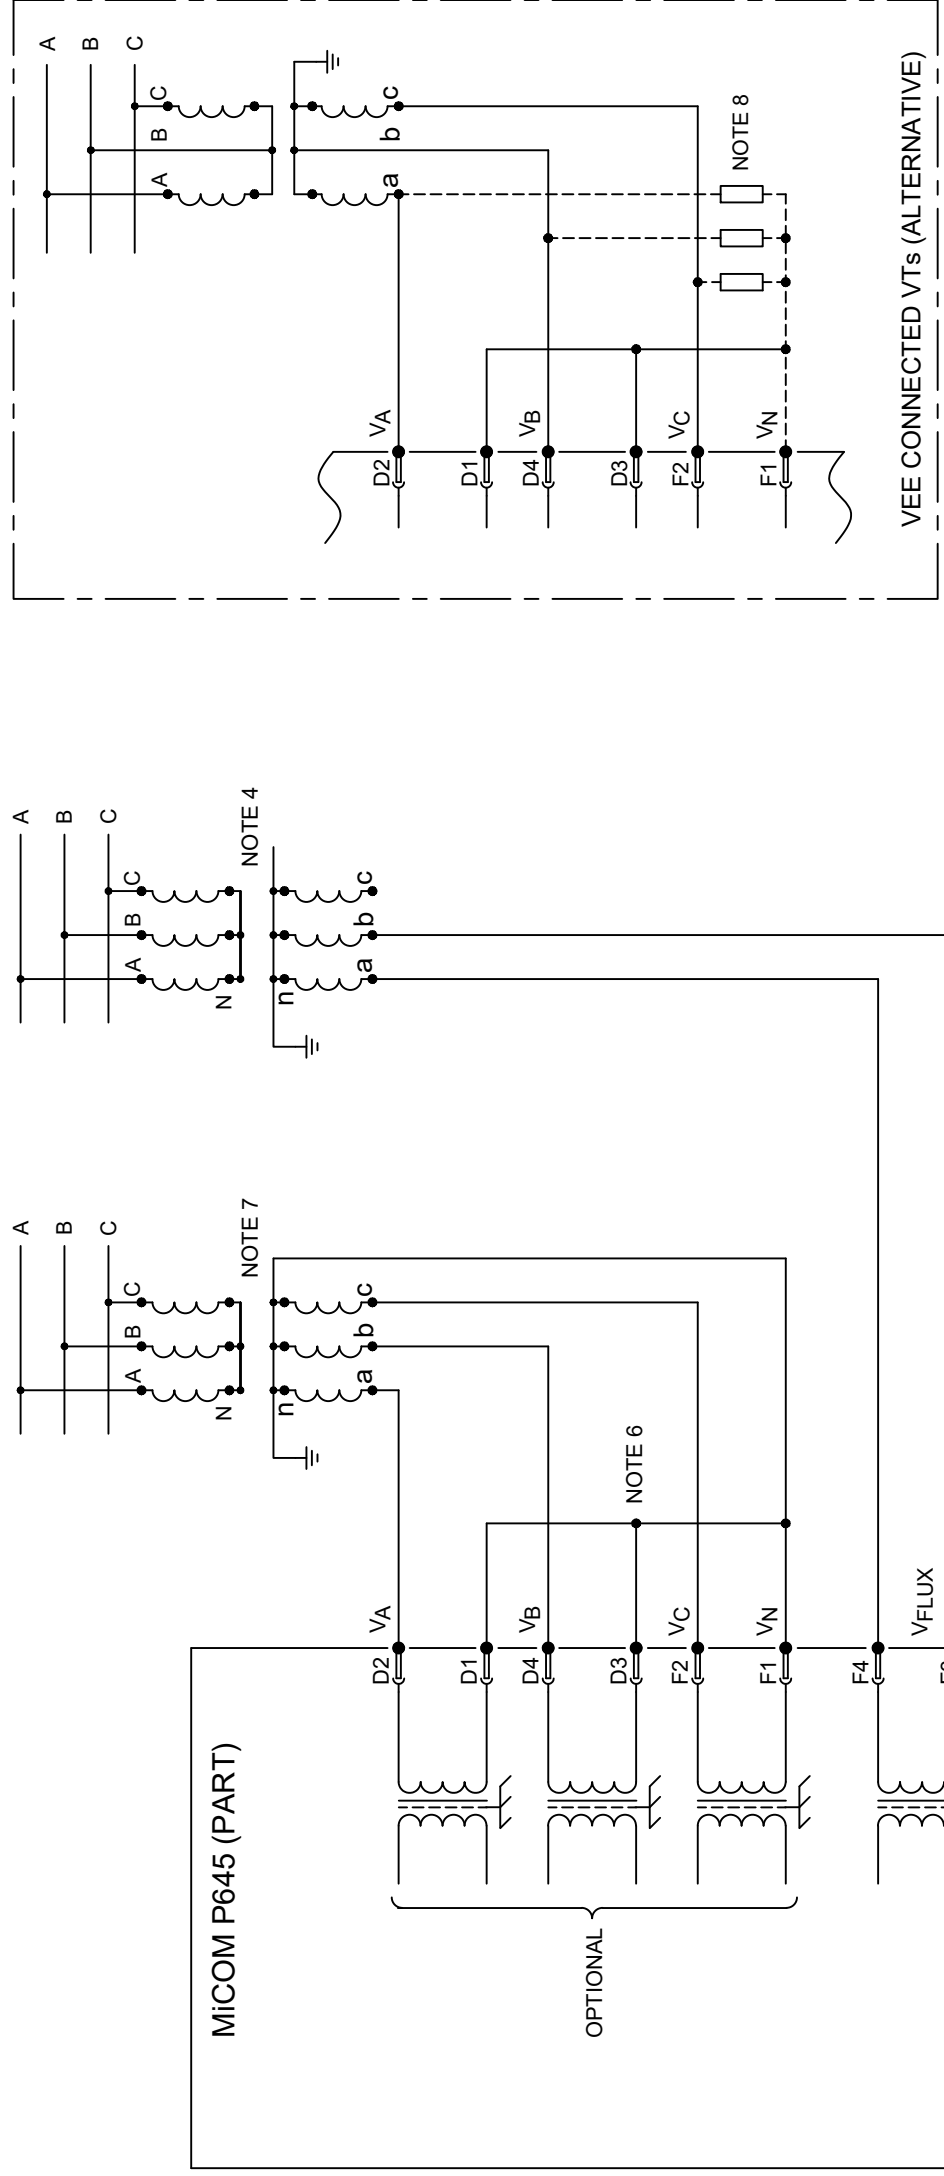 A
B
C
A
B
C
a
b
c
NOTE 8
D2
VA
D1
D4
VB
D3
F2
VC
F1
VN
VEE CONNECTED VTs (ALTERNATIVE)
A
B
C
A
B
C
N
NOTE 4
n
a
b
c
A
B
C
A
B
C
N
NOTE 7
n
a
b
c
NOTE 6
MiCOM P645 (PART)
D2
VA
D1
D4
VB
D3
F2
VC
F1
VN
F4
VFLUX
OPTIONAL